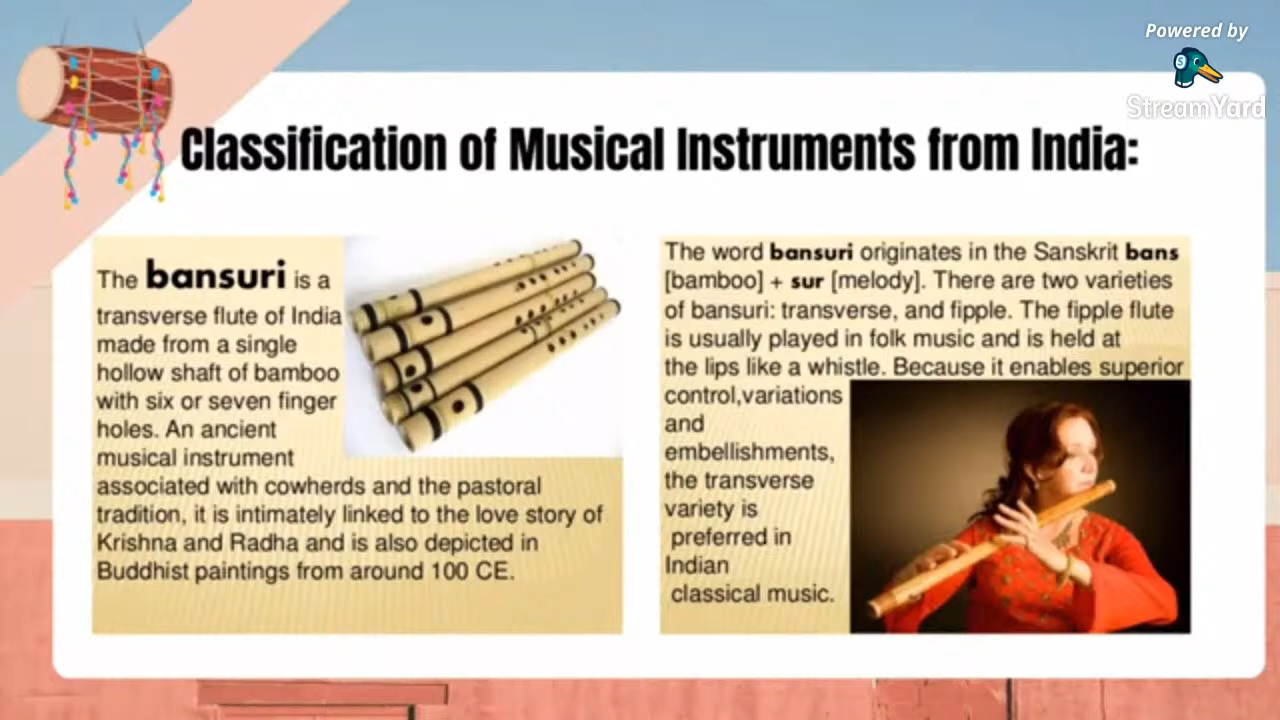 Powered by
StreamYard
Classification of Musical Instruments from India:
The bansuri is a
transverse flute of India
made from a single
hollow shaft of bamboo
with six or seven finger
holes. An ancient
musical instrument
associated with cowherds and the pastoral
tradition, it is intimately linked to the love story of
Krishna and Radha and is also depicted in
Buddhist paintings from around 100 CE.
The word bansuri originates in the Sanskrit bans
[bamboo] + sur [melody]. There are two varieties
of bansuri: transverse, and fipple. The fipple flute
is usually played in folk music and is held at
the lips like a whistle. Because it enables superior
control,variations
and
embellishments,
the transverse
variety is
preferred in
Indian
classical music.